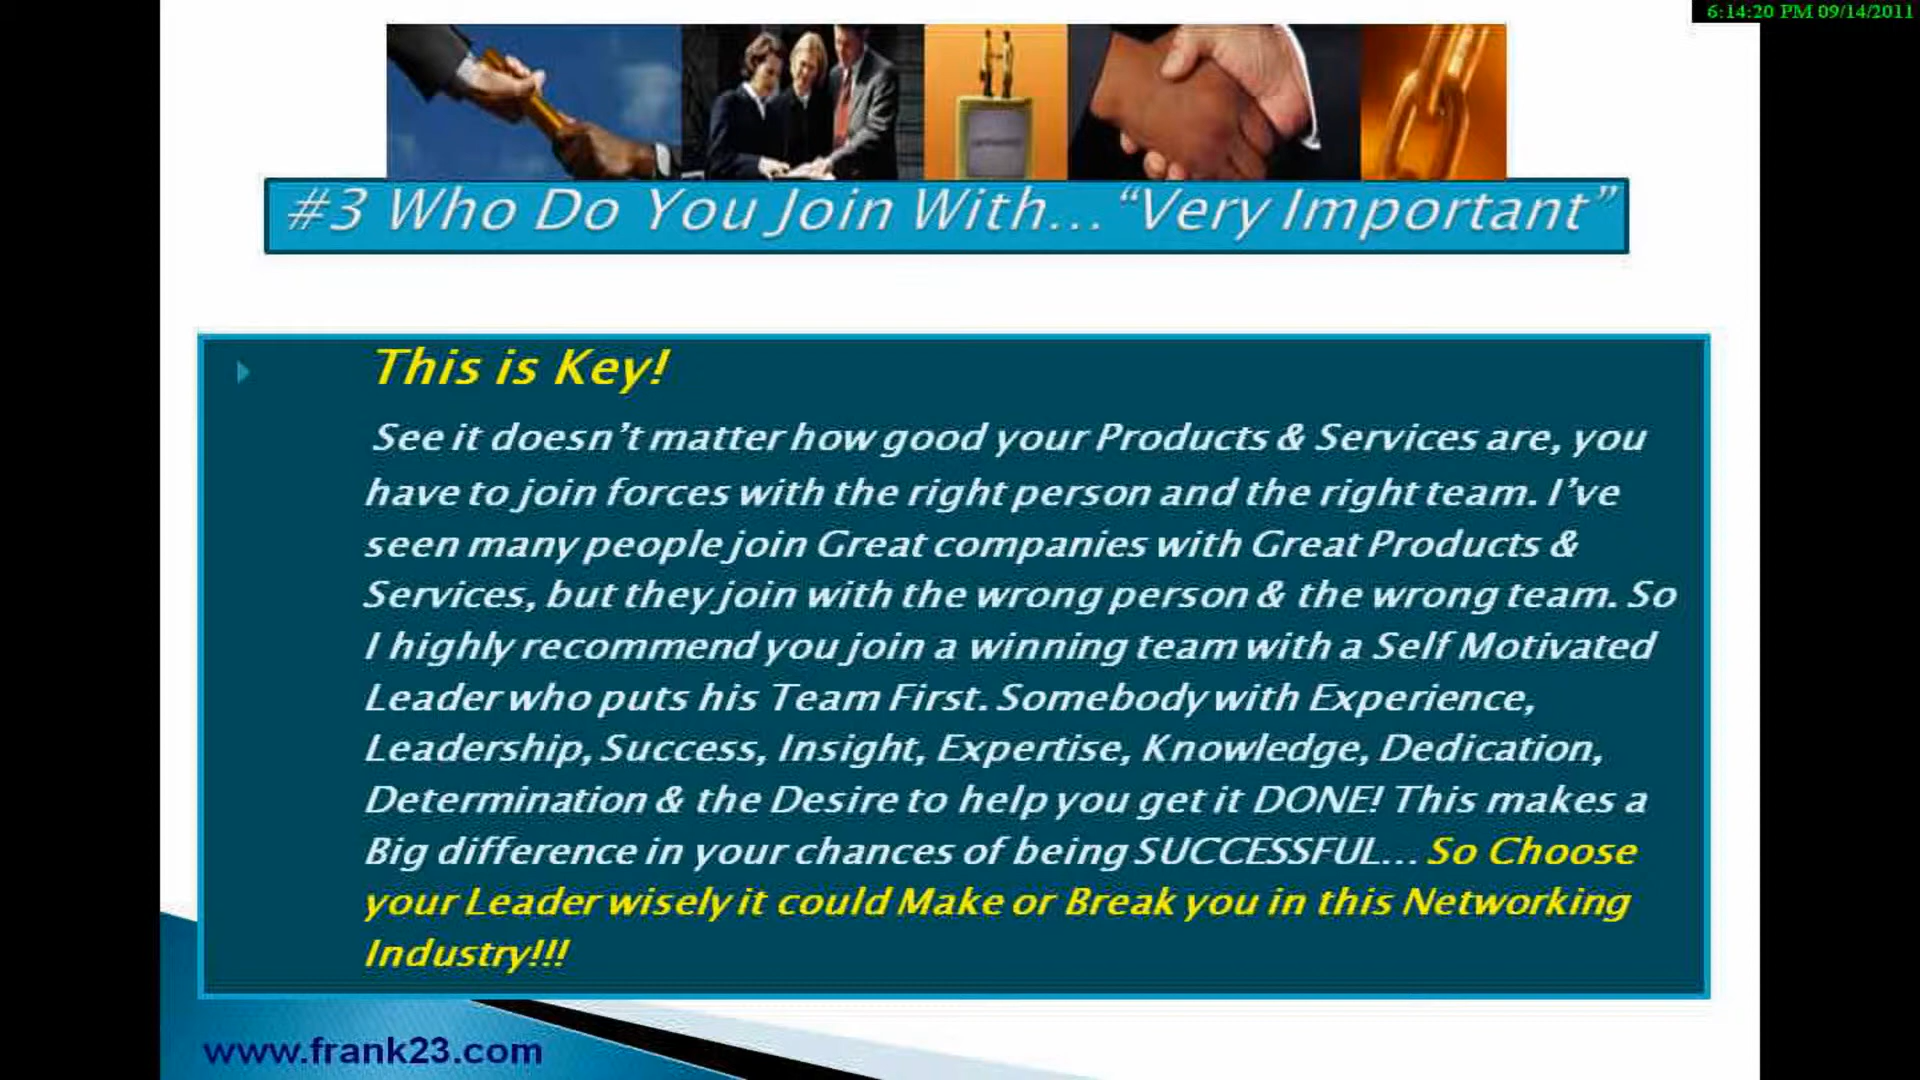 6:14:20 PM 09/14/2011
#3 Who Do You Join With... “Very Important”
This is Key!
See it doesn’t matter how good your Products & Services are, you
have to join forces with the right person and the right team. I’ve
seen many people join Great companies with Great Products &
Services, but they join with the wrong person & the wrong team. So
I highly recommend you join a winning team with a Self Motivated
Leader who puts his Team First. Somebody with Experience,
Leadership, Success, Insight, Expertise, Knowledge, Dedication,
Determination & the Desire to help you get it DONE! This makes a
Big difference in your chances of being SUCCESSFUL... So Choose
your Leader wisely it could Make or Break you in this Networking
Industry!!!
www.frank23.com